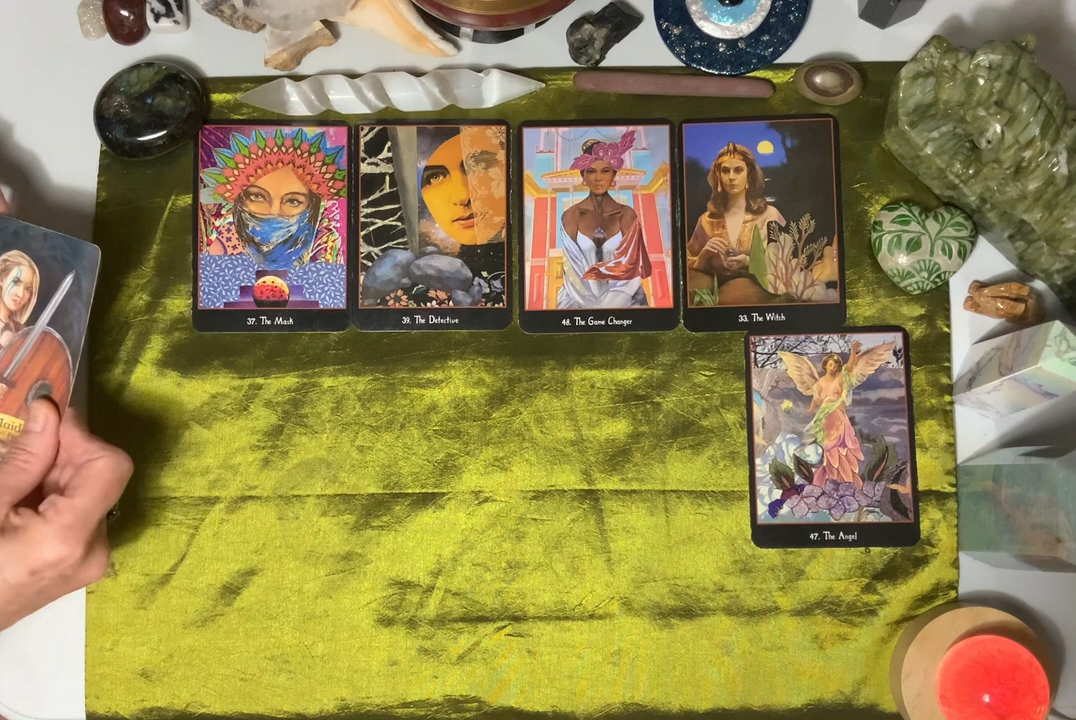 37. The Mask
39. The Detective
48. The Game Changer
33. The Witch
47. The Angel